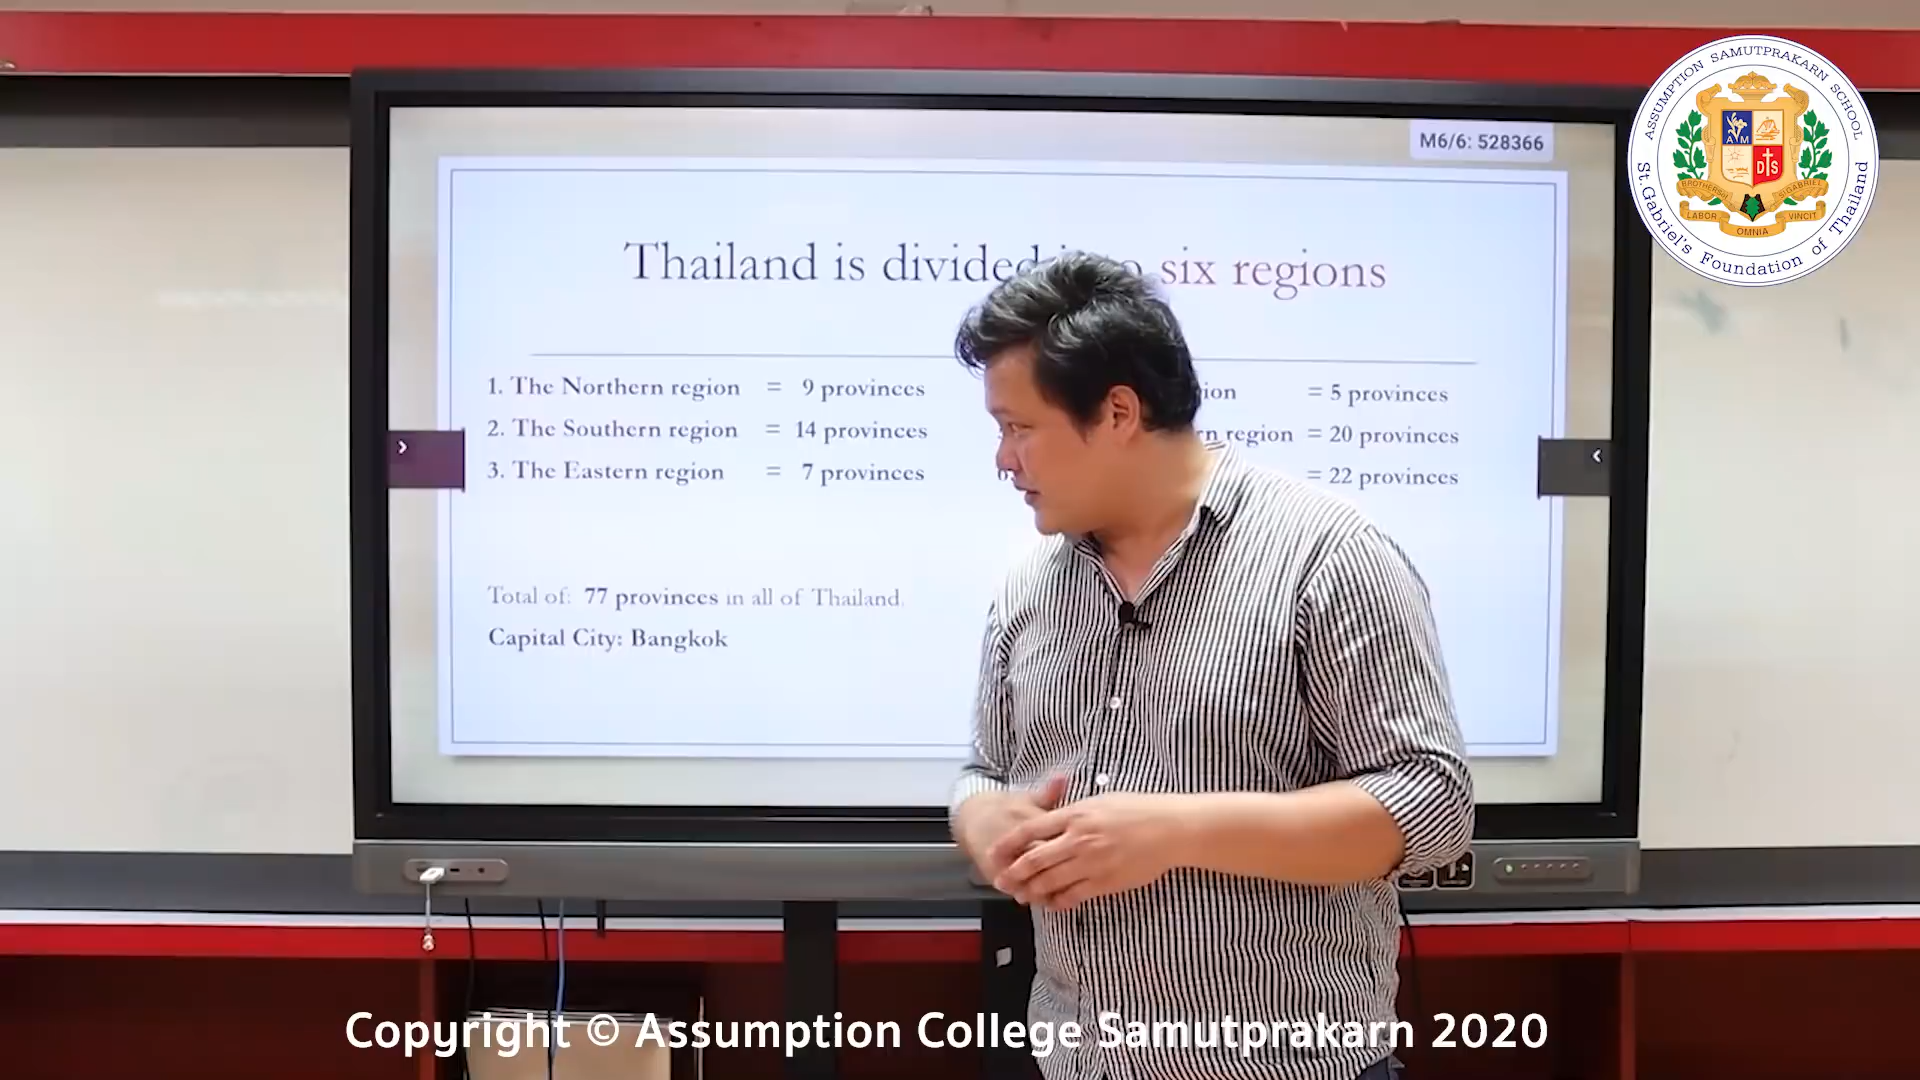 M6/6: 528366
ASSUMPTION SAMUTPRAKARN SCHOOL
St.Gabriel's Foundation of Thailand
A M
D S
LABOR OMNIA VINCIT
Thailand is divided six regions
1. The Northern region = 9 provinces
= 5 provinces
2. The Southern region = 14 provinces
region = 20 provinces
3. The Eastern region = 7 provinces
= 22 provinces
Total of: 77 provinces in all of Thailand.
Capital City: Bangkok
Copyright © Assumption College Samutprakarn 2020